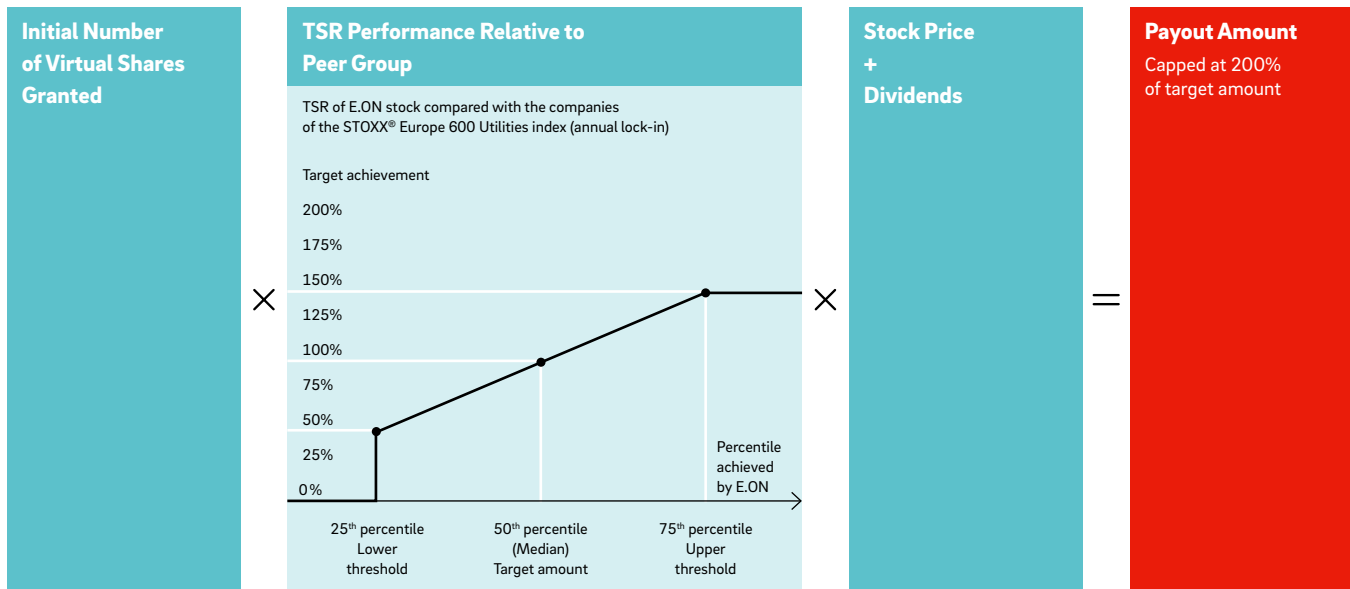 Initial Number
of Virtual Shares
Granted
×
TSR Performance Relative to
Peer Group
TSR of E.ON stock compared with the companies
of the STOXX® Europe 600 Utilities index (annual lock-in)
Target achievement
200%
175%
150%
125%
100%
75%
50%
25%
0%
Percentile
achieved
by E.ON
25th percentile
Lower
threshold
50th percentile
(Median)
Target amount
75th percentile
Upper
threshold
×
Stock Price
+
Dividends
=
Payout Amount
Capped at 200%
of target amount